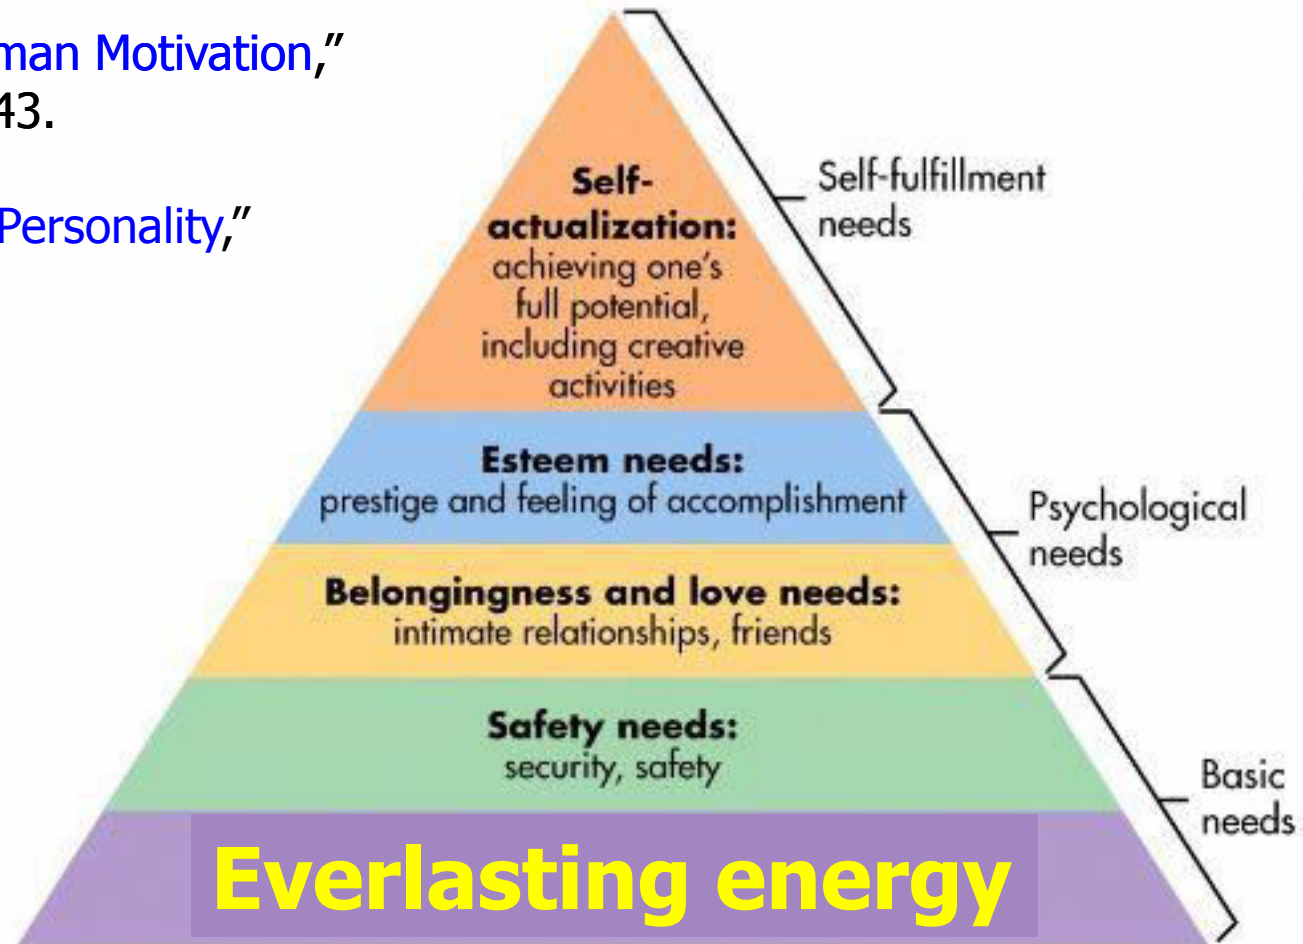 man Motivation,”
43.
Personality,”
Self-
actualization:
achieving one’s
full potential,
including creative
activities
Self-fulfillment
needs
Esteem needs:
prestige and feeling of accomplishment
Psychological
needs
Belongingness and love needs:
intimate relationships, friends
Safety needs:
security, safety
Basic
needs
Everlasting energy